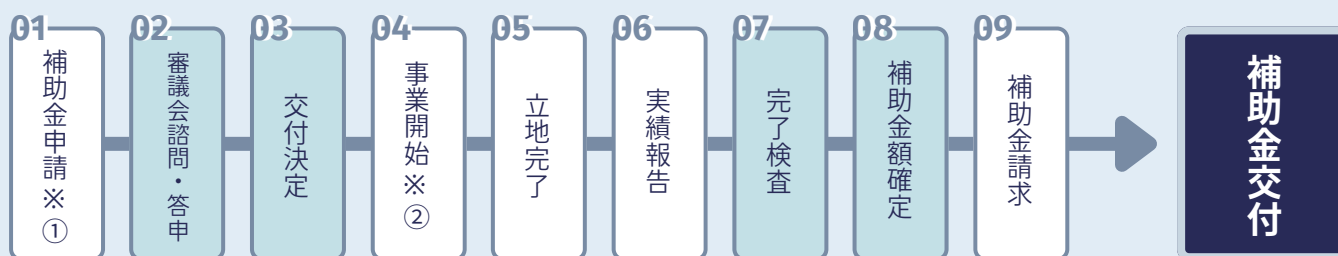 01
補助金申請※①
02
審議会諮問・答申
03
交付決定
04
事業開始※②
05
立地完了
06
実績報告
07
完了検査
08
補助金額確定
09
補助金請求
補助金交付